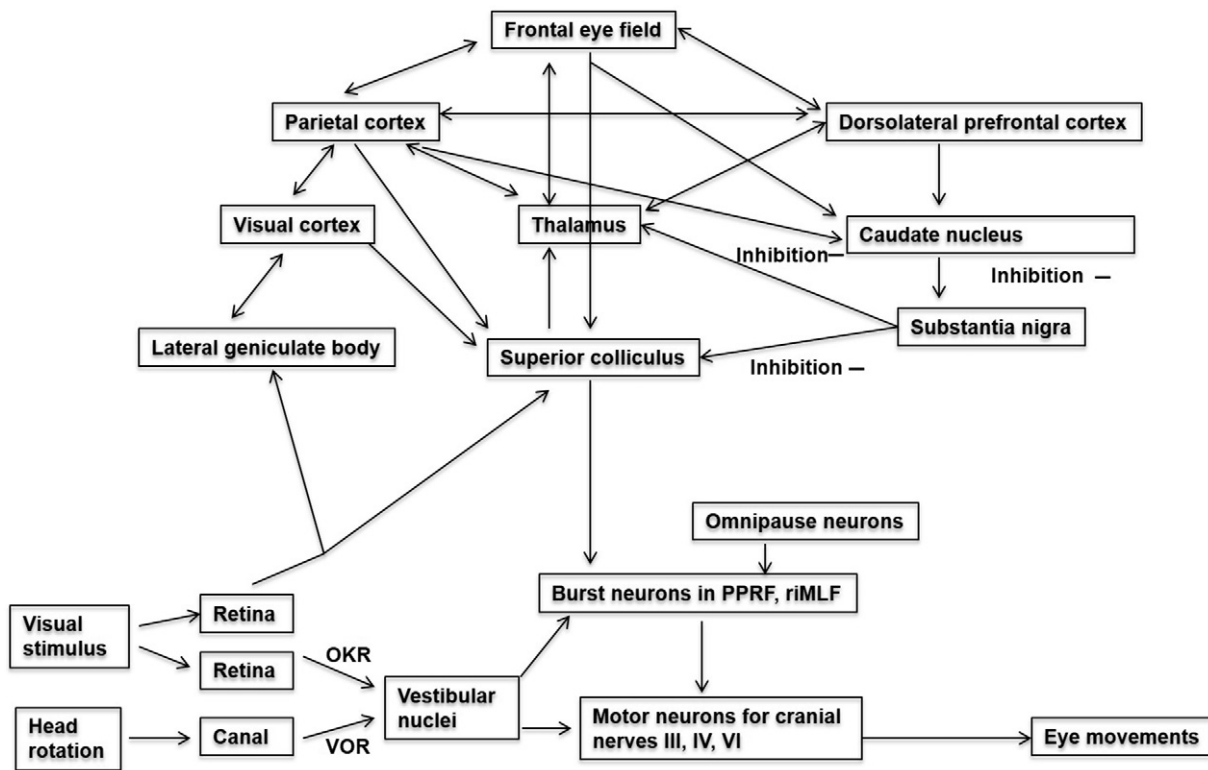 Frontal eye field
Parietal cortex
Dorsolateral prefrontal cortex
Visual cortex
Thalamus
Caudate nucleus
Inhibition –
Inhibition –
Lateral geniculate body
Superior colliculus
Substantia nigra
Inhibition –
Omnipause neurons
Burst neurons in PPRF, riMLF
Visual
stimulus
Retina
Retina
OKR
Vestibular
nuclei
Head
rotation
Canal
VOR
Motor neurons for cranial
nerves III, IV, VI
Eye movements